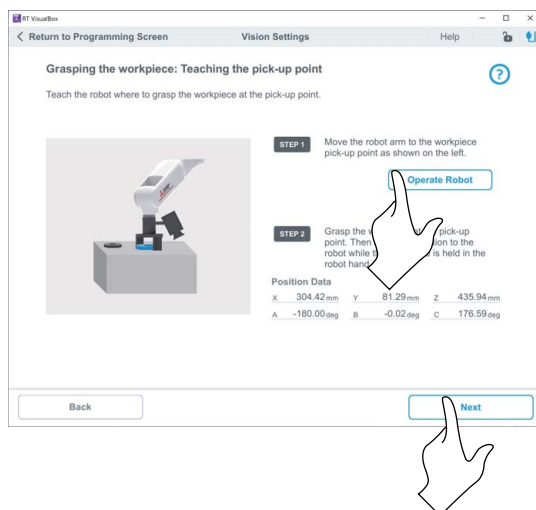 RT VisualBox
Return to Programming Screen
Vision Settings
Help
Grasping the workpiece: Teaching the pick-up point
?
Teach the robot where to grasp the workpiece at the pick-up point.
STEP 1
Move the robot arm to the workpiece
pick-up point as shown on the left.
Operate Robot
STEP 2
Grasp the pick-up
point. Then to the
robot while is held in the
robot hand
Position Data
X 304.42 mm Y 81.29 mm Z 435.94 mm
A -180.00 deg B -0.02 deg C 176.59 deg
Back
Next